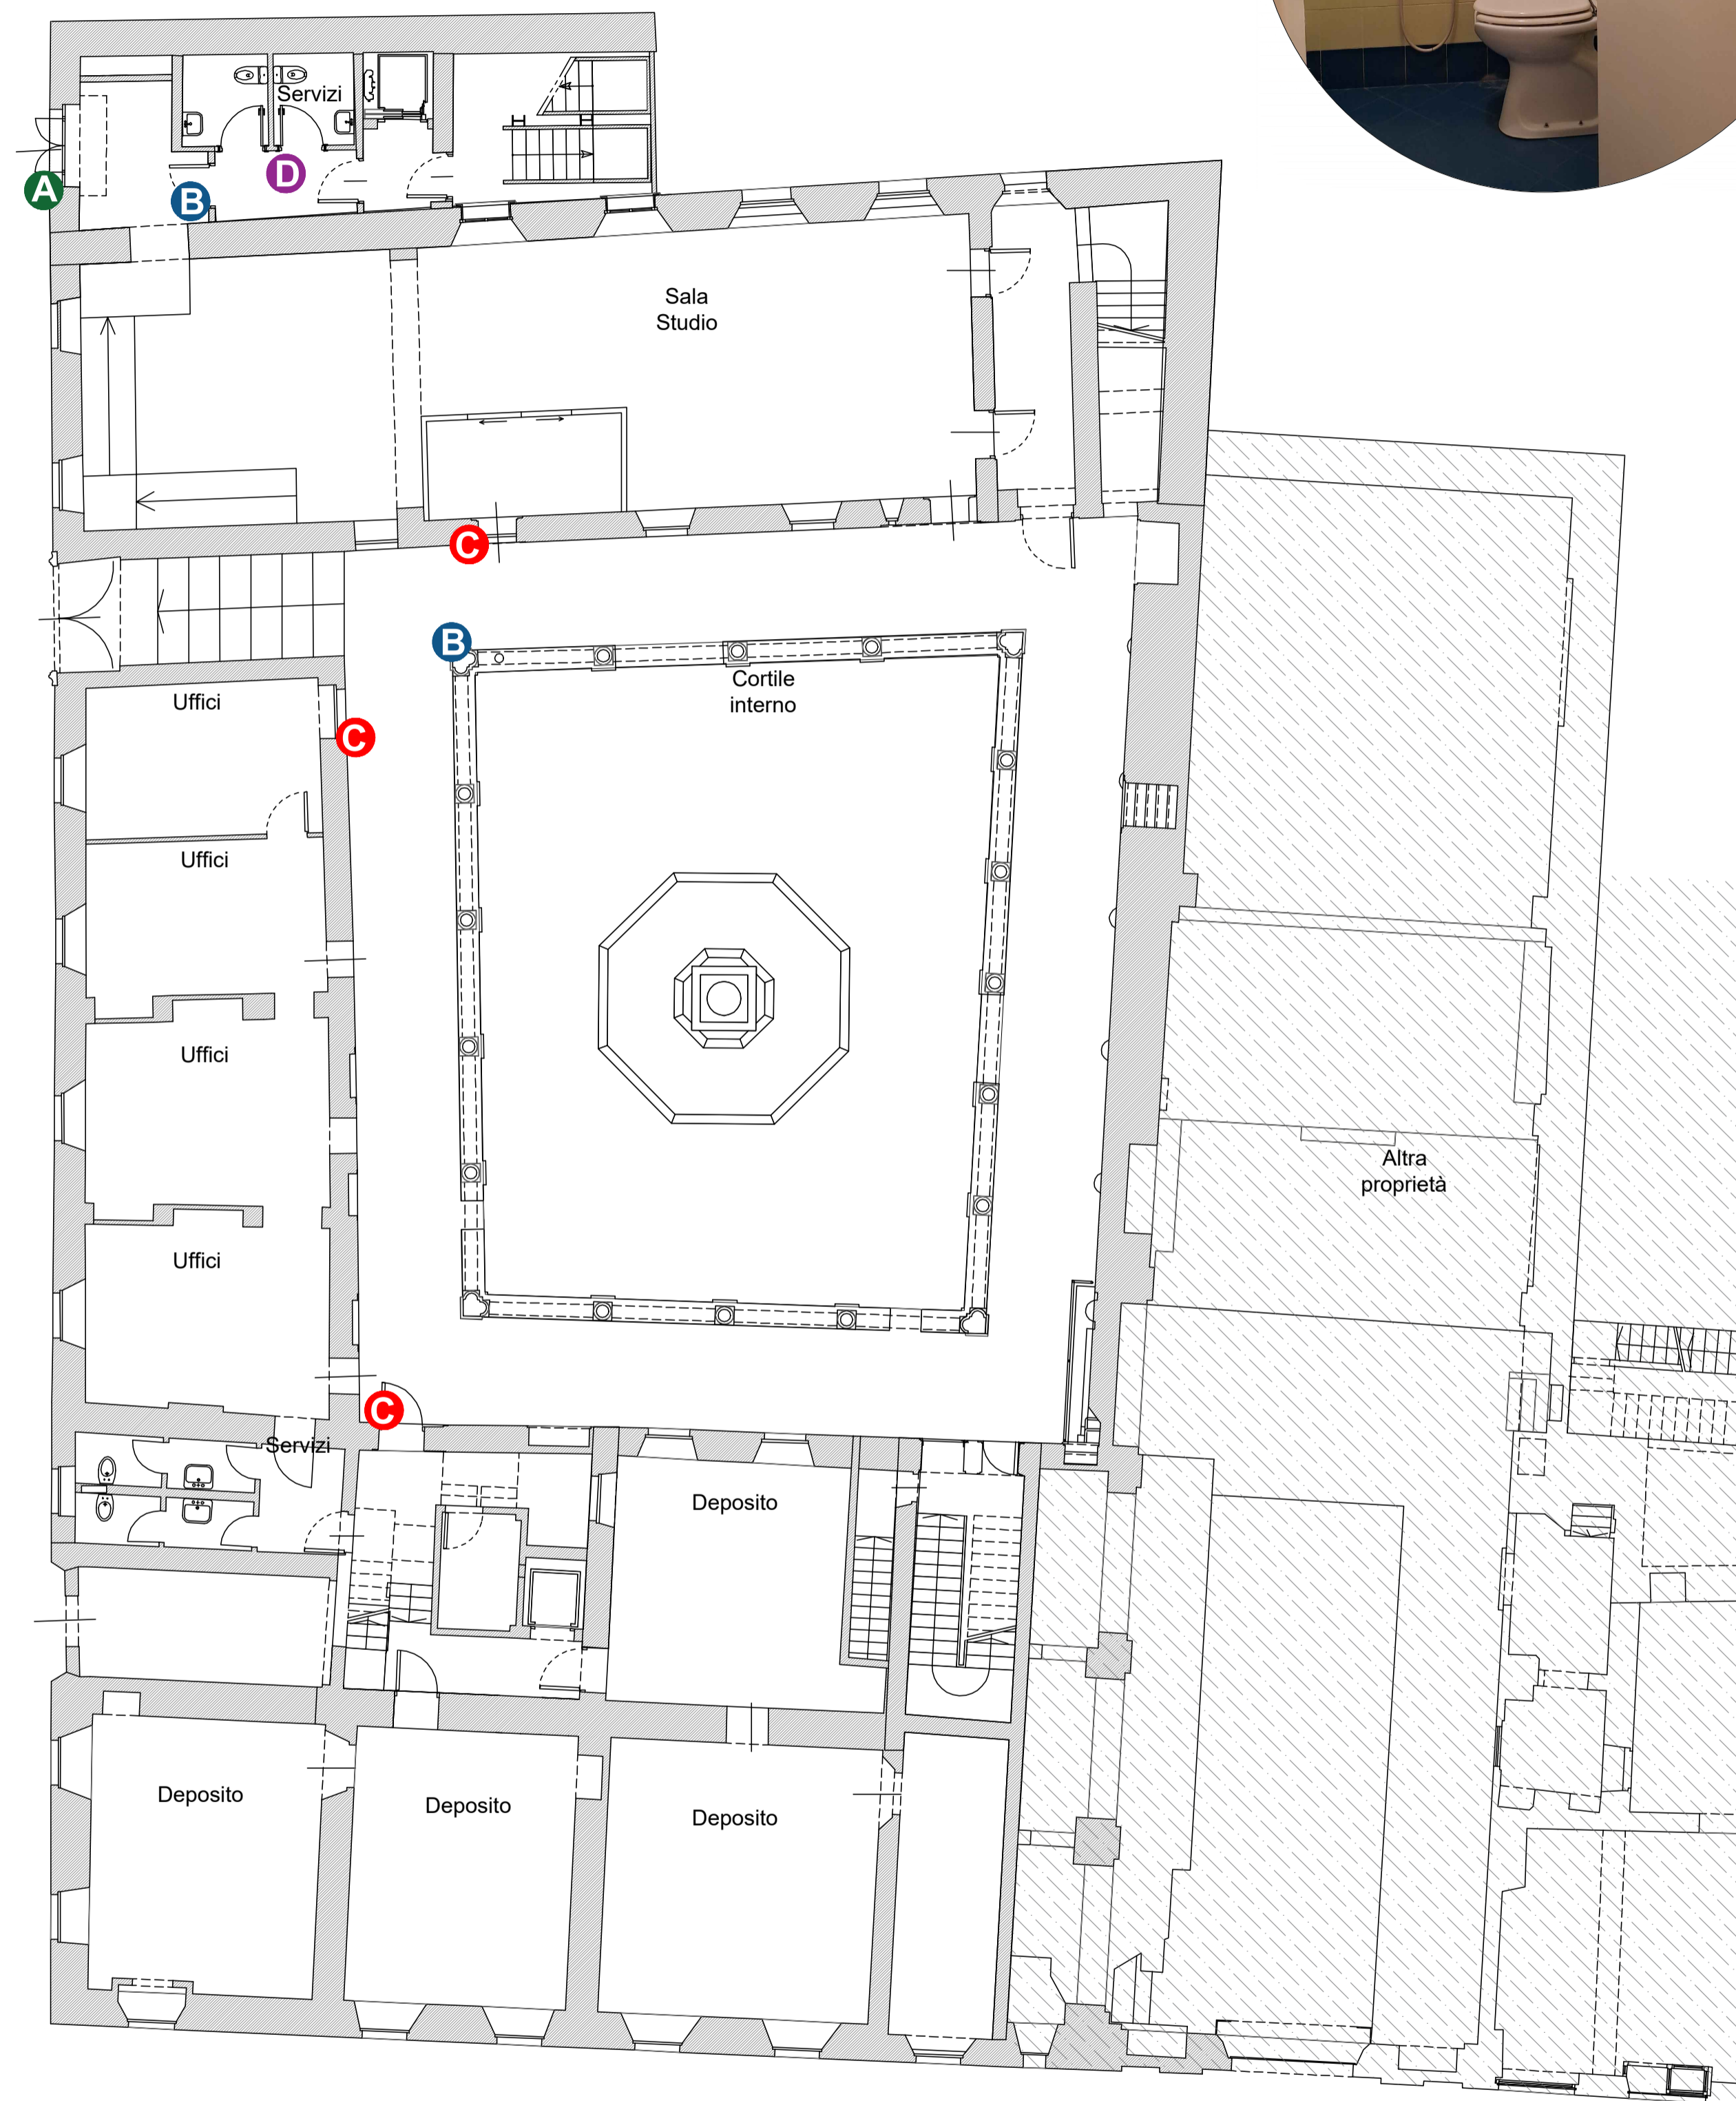 Servizi
A
B
D
Sala
Studio
C
B
Cortile
interno
Uffici
C
Uffici
Uffici
Altra
proprietà
Uffici
C
Servizi
Deposito
Deposito
Deposito
Deposito